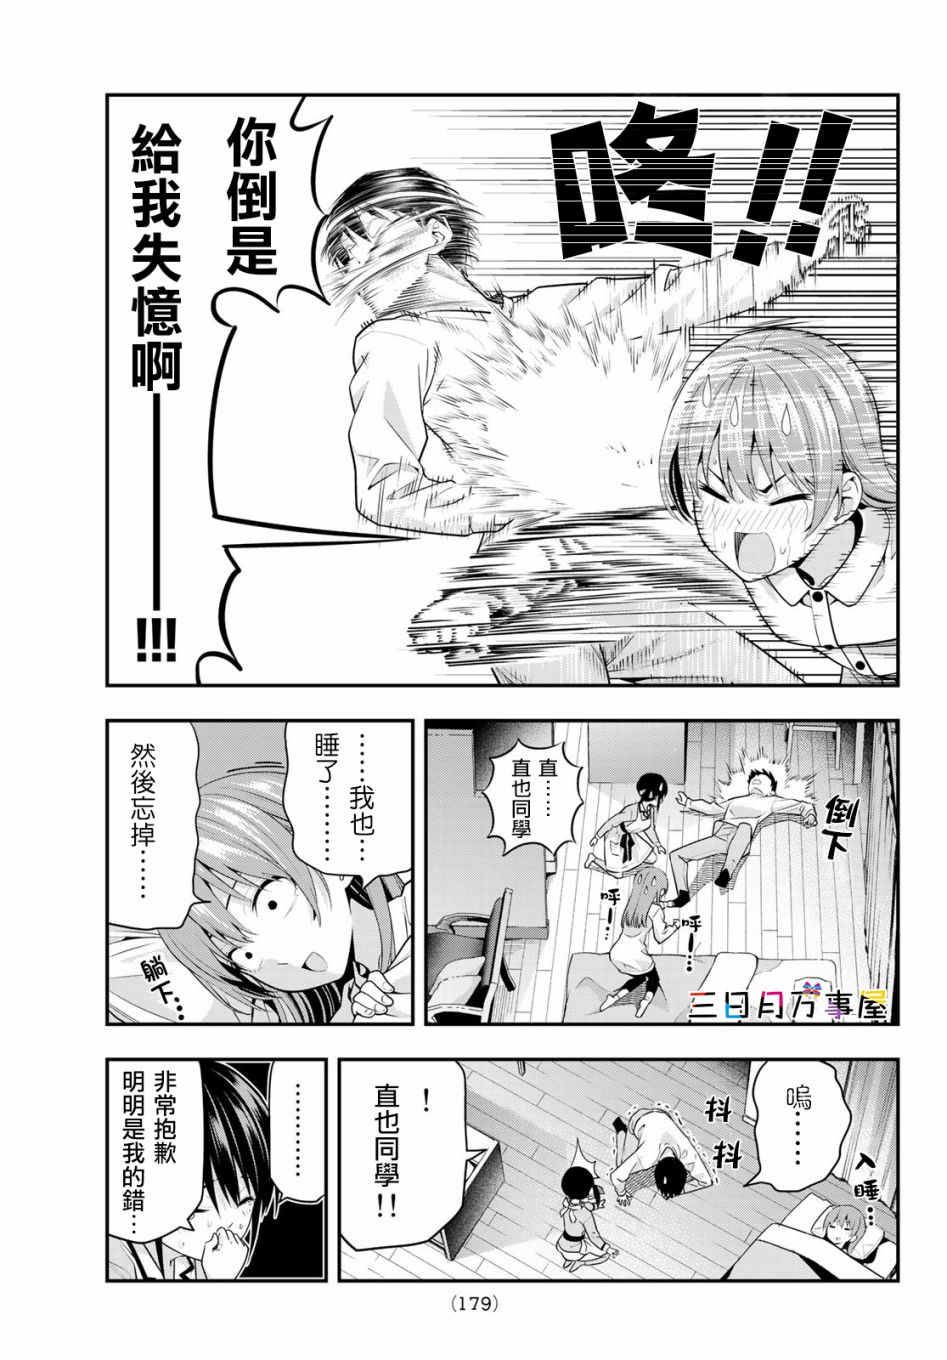 咚!!
你倒是
給我失憶啊
——!!!
直……
直也同學
倒下
呼—…
呼—…
三日月万事屋
……我也
睡了……
然後忘掉……
躺下…
嗚……
入睡…
抖
抖
！
直也同學!!
………
非常抱歉
明明是我的錯…
(179)